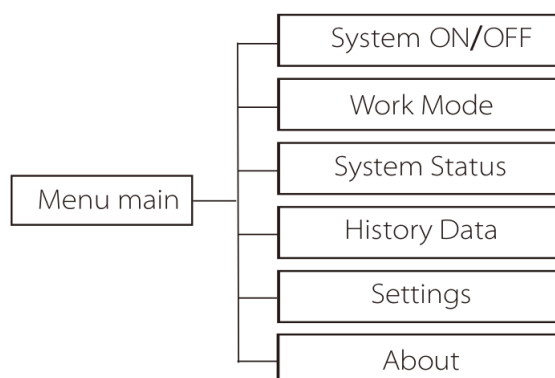 System ON/OFF
Work Mode
System Status
Menu main
History Data
Settings
About